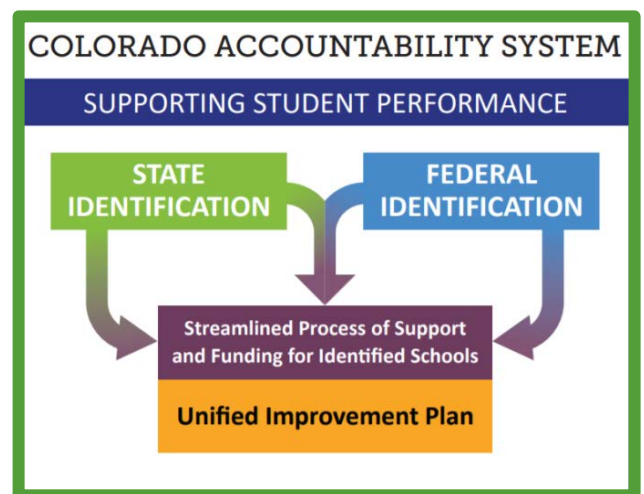 COLORADO ACCOUNTABILITY SYSTEM
SUPPORTING STUDENT PERFORMANCE
STATE
IDENTIFICATION
FEDERAL
IDENTIFICATION
Streamlined Process of Support
and Funding for Identified Schools
Unified Improvement Plan